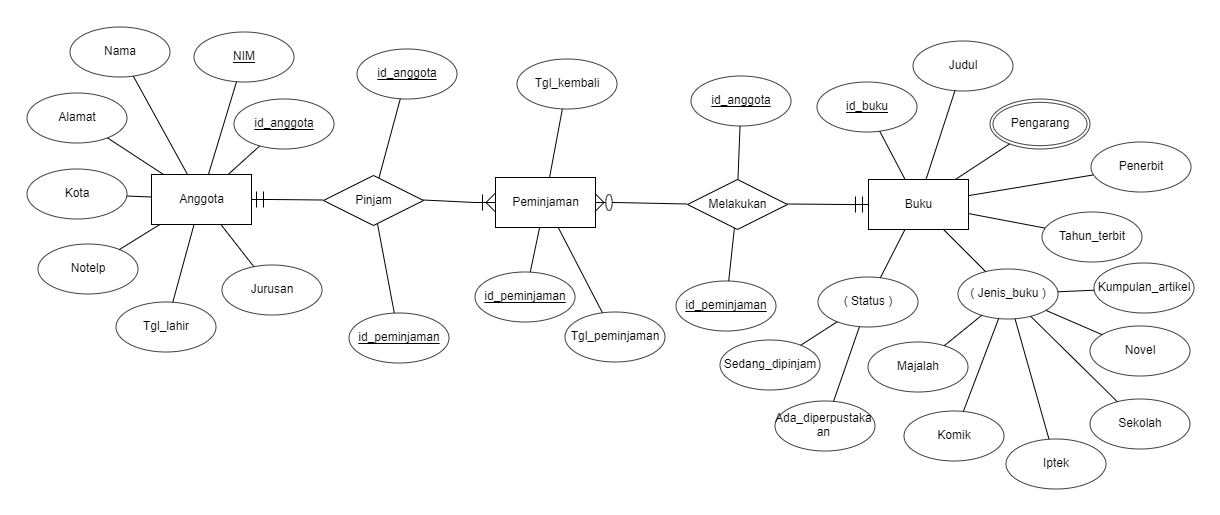 Nama
NIM
id_anggota
Alamat
Kota
Notelp
Tgl_lahir
Jurusan
Anggota
id_anggota
Pinjam
id_peminjaman
Tgl_kembali
Peminjaman
id_peminjaman
Tgl_peminjaman
id_anggota
Melakukan
id_peminjaman
Judul
id_buku
Pengarang
Penerbit
Buku
Tahun_terbit
( Status )
( Jenis_buku )
Kumpulan_artikel
Sedang_dipinjam
Ada_diperpustaka
an
Majalah
Novel
Komik
Iptek
Sekolah